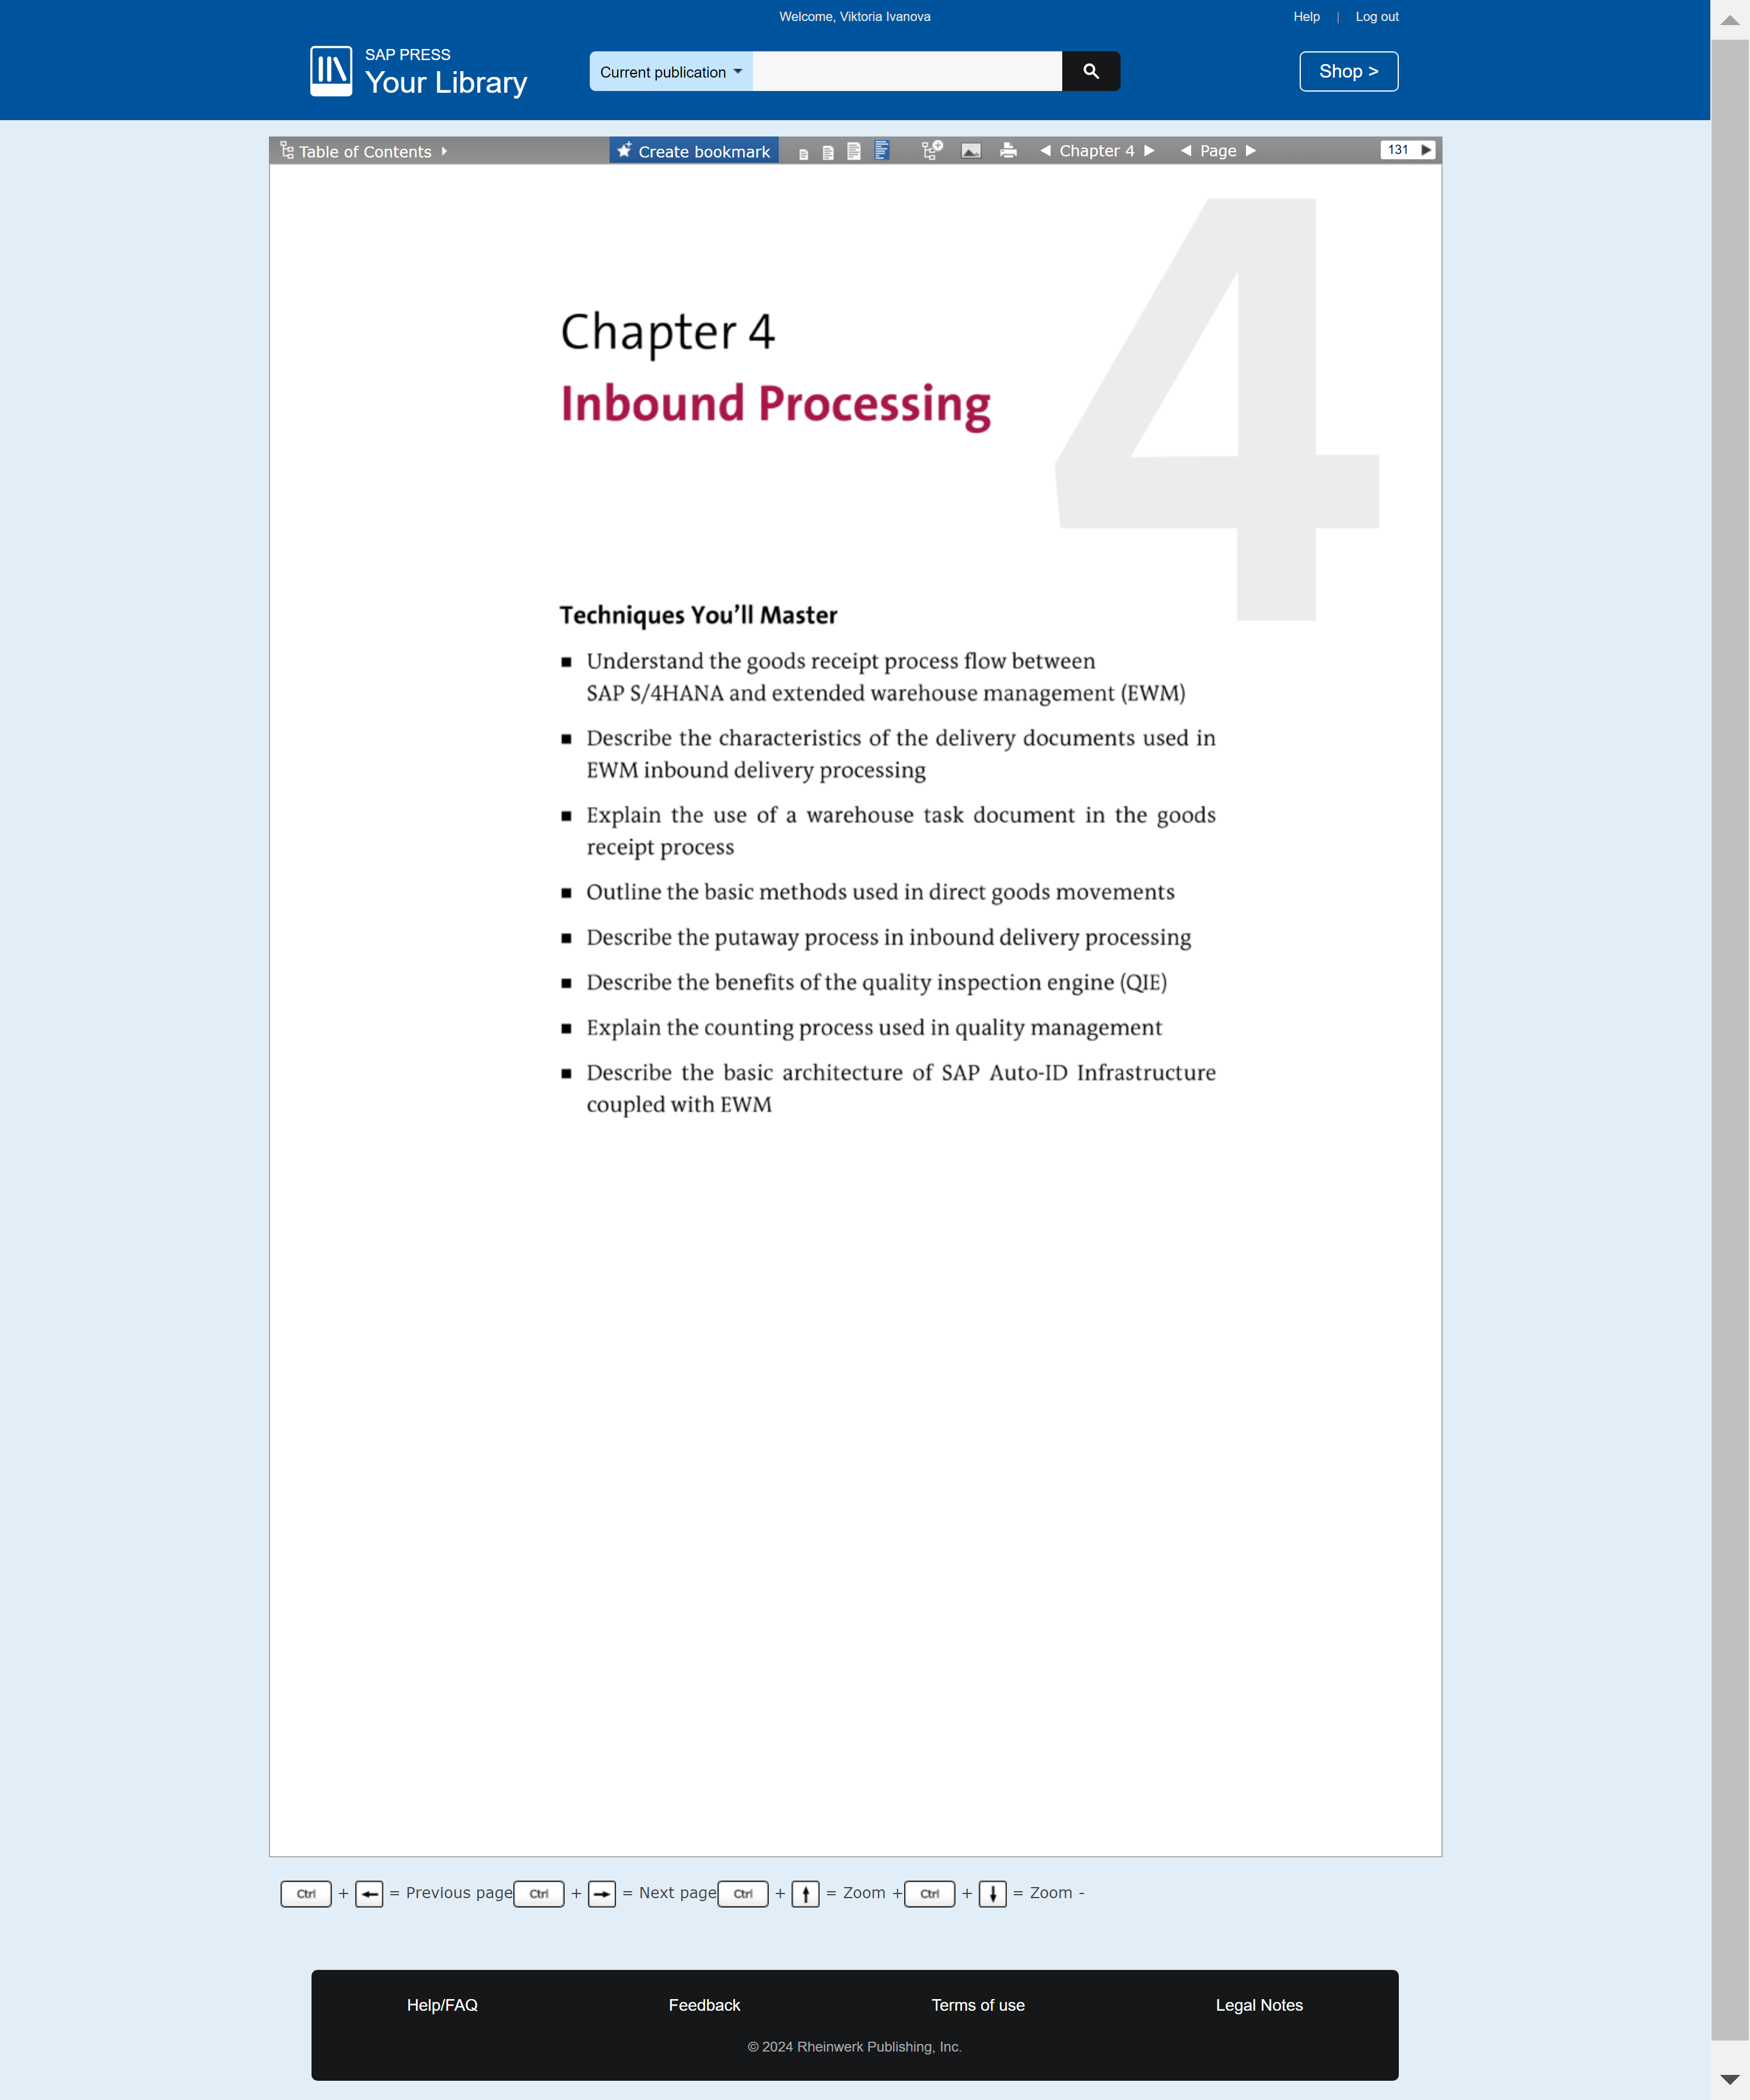 Welcome, Viktoria Ivanova
Help | Log out
SAP PRESS
Your Library
Current publication
Shop >
Table of Contents
Create bookmark
Chapter 4
Page
131
4
Chapter 4
Inbound Processing
Techniques You'll Master
■ Understand the goods receipt process flow between
SAP S/4HANA and extended warehouse management (EWM)
■ Describe the characteristics of the delivery documents used in
EWM inbound delivery processing
■ Explain the use of a warehouse task document in the goods
receipt process
■ Outline the basic methods used in direct goods movements
■ Describe the putaway process in inbound delivery processing
■ Describe the benefits of the quality inspection engine (QIE)
■ Explain the counting process used in quality management
■ Describe the basic architecture of SAP Auto-ID Infrastructure
coupled with EWM
Ctrl + ← = Previous page Ctrl + → = Next page Ctrl + ↑ = Zoom + Ctrl + ↓ = Zoom -
Help/FAQ
Feedback
Terms of use
Legal Notes
© 2024 Rheinwerk Publishing, Inc.